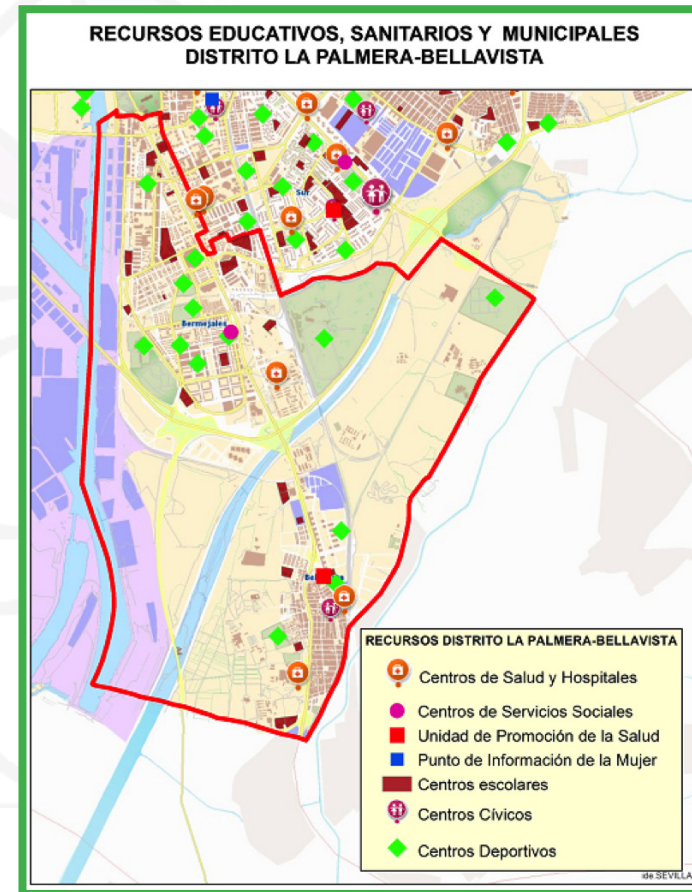 RECURSOS EDUCATIVOS, SANITARIOS Y MUNICIPALES
DISTRITO LA PALMERA-BELLAVISTA
Sur
Bermejales
RECURSOS DISTRITO LA PALMERA-BELLAVISTA
Centros de Salud y Hospitales
Centros de Servicios Sociales
Unidad de Promoción de la Salud
Punto de Información de la Mujer
Centros escolares
Centros Cívicos
Centros Deportivos
ide.SEVILLA